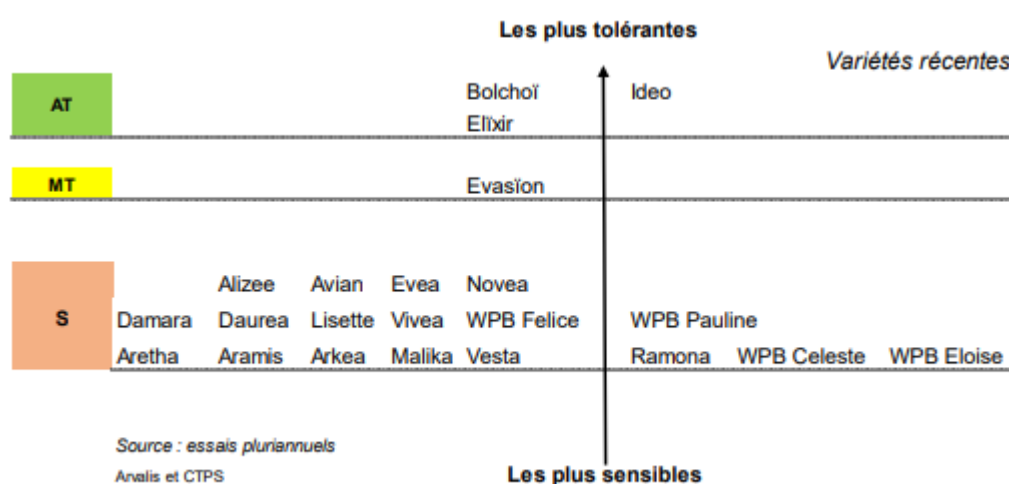 Les plus tolérantes
Variétés récentes
AT Bolchoï Ideo
Elïxir
MT Evasïon
Alizee Avian Evea Novea
S Damara Daurea Lisette Vivea WPB Felice WPB Pauline
Aretha Aramis Arkea Malika Vesta Ramona WPB Celeste WPB Eloise
Source : essais pluriannuels
Arvalis et CTPS Les plus sensibles